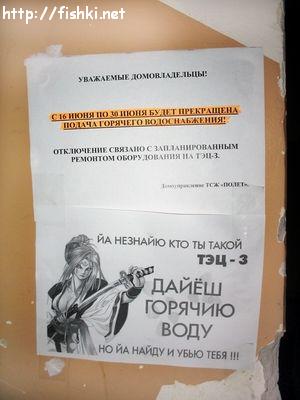 http://fishki.net
УВАЖАЕМЫЕ ДОМОВЛАДЕЛЬЦЫ!
С 16 ИЮНЯ ПО 30 ИЮНЯ БУДЕТ ПРЕКРАЩЕНА
ПОДАЧА ГОРЯЧЕГО ВОДОСНАБЖЕНИЯ!
ОТКЛЮЧЕНИЕ СВЯЗАНО С ЗАПЛАНИРОВАННЫМ
РЕМОНТОМ ОБОРУДОВАНИЯ НА ТЭЦ-3.
Домоуправление ТСЖ «ПОЛЕТ».
ЙА НЕЗНАЙЮ КТО ТЫ ТАКОЙ
ТЭЦ - 3
ДАЙЁШ
ГОРЯЧИЮ
ВОДУ
НО ЙА НАЙДУ И УБЬЮ ТЕБЯ !!!